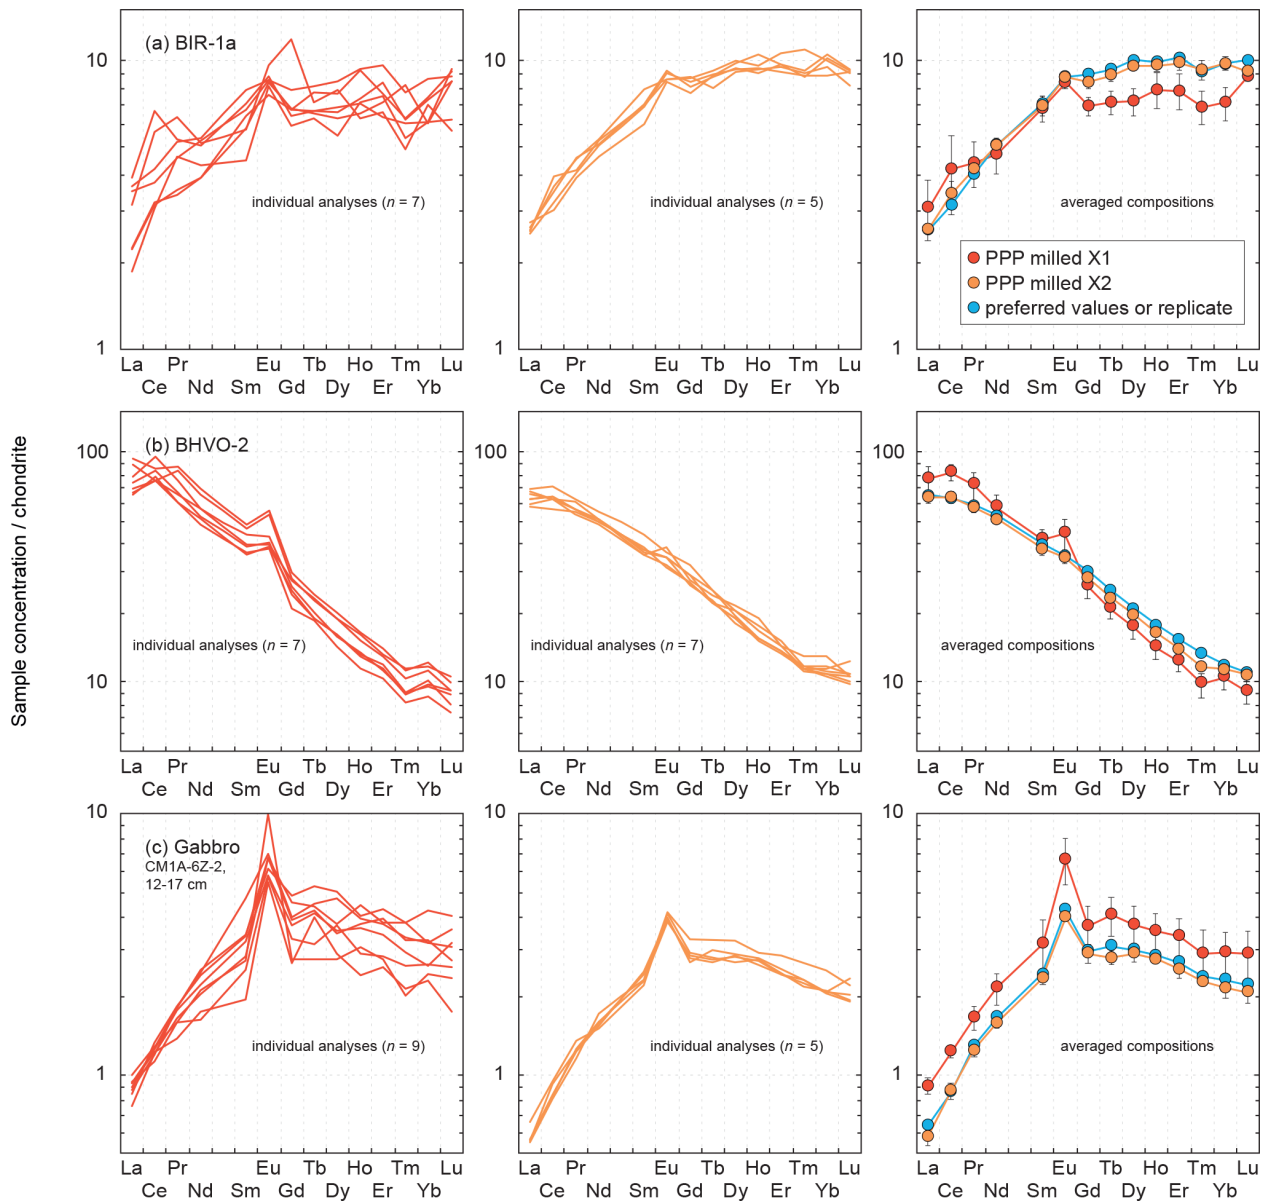 Sample concentration / chondrite
(a) BIR-1a
10
1
individual analyses (n = 7)
La Ce Pr Nd Sm Eu Gd Tb Dy Ho Er Tm Yb Lu
10
1
individual analyses (n = 5)
La Ce Pr Nd Sm Eu Gd Tb Dy Ho Er Tm Yb Lu
10
1
averaged compositions
PPP milled X1
PPP milled X2
preferred values or replicate
La Ce Pr Nd Sm Eu Gd Tb Dy Ho Er Tm Yb Lu
(b) BHVO-2
100
10
individual analyses (n = 7)
La Ce Pr Nd Sm Eu Gd Tb Dy Ho Er Tm Yb Lu
100
10
individual analyses (n = 7)
La Ce Pr Nd Sm Eu Gd Tb Dy Ho Er Tm Yb Lu
100
10
averaged compositions
La Ce Pr Nd Sm Eu Gd Tb Dy Ho Er Tm Yb Lu
(c) Gabbro
CM1A-6Z-2,
12-17 cm
10
1
individual analyses (n = 9)
La Ce Pr Nd Sm Eu Gd Tb Dy Ho Er Tm Yb Lu
10
1
individual analyses (n = 5)
La Ce Pr Nd Sm Eu Gd Tb Dy Ho Er Tm Yb Lu
10
1
averaged compositions
La Ce Pr Nd Sm Eu Gd Tb Dy Ho Er Tm Yb Lu